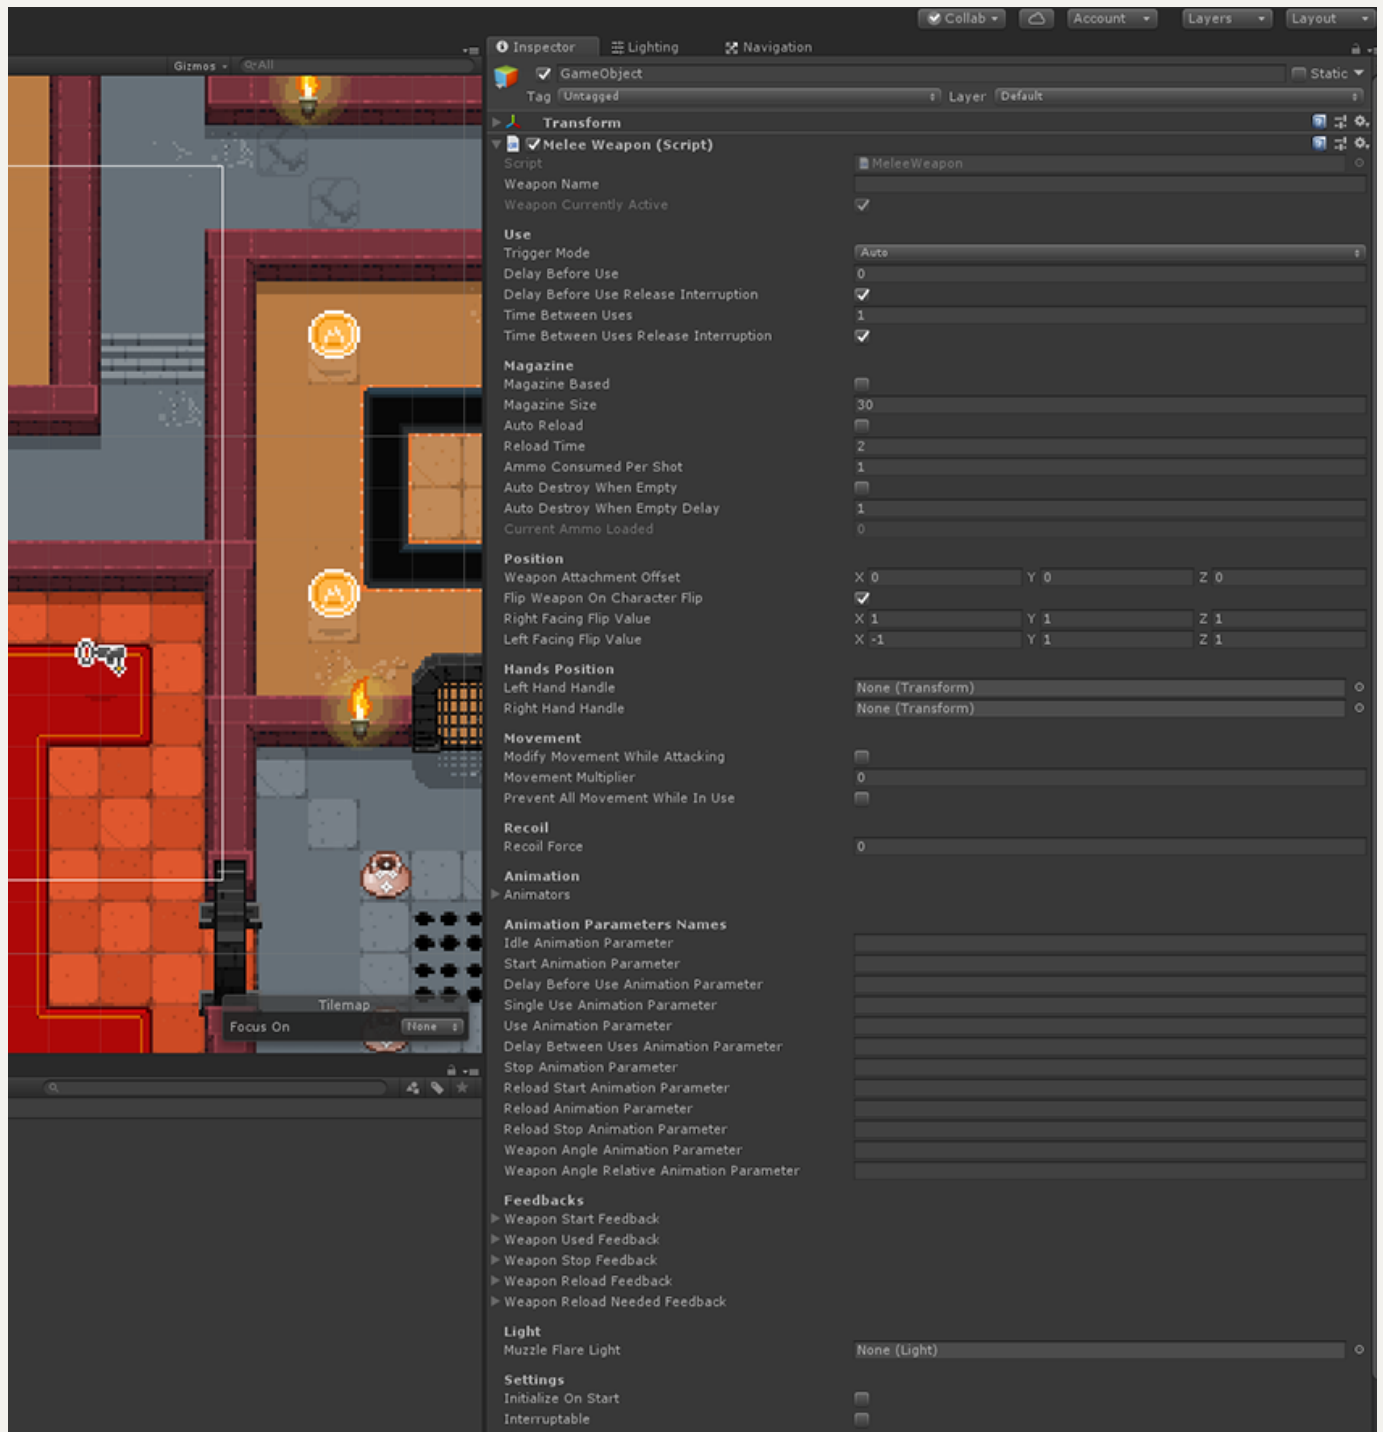 Collab
Account
Layers
Layout
Inspector
Lighting
Navigation
Gizmos
All
GameObject
Static
Tag Untagged Layer Default
Transform
Melee Weapon (Script)
Script MeleeWeapon
Weapon Name
Weapon Currently Active
Use
Trigger Mode Auto
Delay Before Use 0
Delay Before Use Release Interruption
Time Between Uses 1
Time Between Uses Release Interruption
Magazine
Magazine Based
Magazine Size 30
Auto Reload
Reload Time 2
Ammo Consumed Per Shot 1
Auto Destroy When Empty
Auto Destroy When Empty Delay 1
Current Ammo Loaded 0
Position
Weapon Attachment Offset X 0 Y 0 Z 0
Flip Weapon On Character Flip
Right Facing Flip Value X 1 Y 1 Z 1
Left Facing Flip Value X -1 Y 1 Z 1
Hands Position
Left Hand Handle None (Transform)
Right Hand Handle None (Transform)
Movement
Modify Movement While Attacking
Movement Multiplier 0
Prevent All Movement While In Use
Recoil
Recoil Force 0
Animation
Animators
Animation Parameters Names
Idle Animation Parameter
Start Animation Parameter
Delay Before Use Animation Parameter
Single Use Animation Parameter
Use Animation Parameter
Delay Between Uses Animation Parameter
Stop Animation Parameter
Reload Start Animation Parameter
Reload Animation Parameter
Reload Stop Animation Parameter
Weapon Angle Animation Parameter
Weapon Angle Relative Animation Parameter
Feedbacks
Weapon Start Feedback
Weapon Used Feedback
Weapon Stop Feedback
Weapon Reload Feedback
Weapon Reload Needed Feedback
Light
Muzzle Flare Light None (Light)
Settings
Initialize On Start
Interruptable
Tilemap
Focus On None